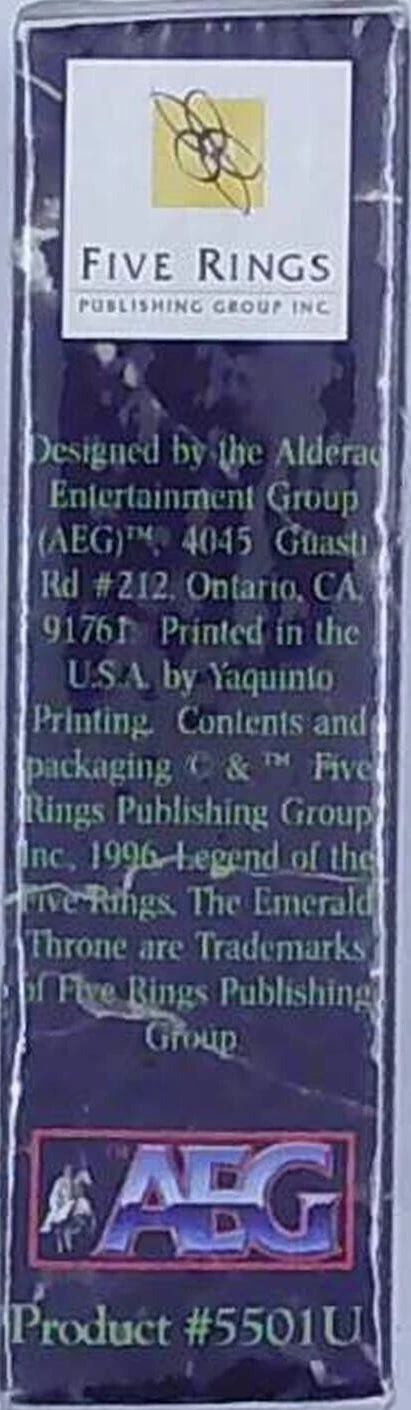 FIVE RINGS
PUBLISHING GROUP INC
Designed by the Alderac
Entertainment Group
(AEG)™, 4045 Guasti
Rd #212, Ontario, CA,
91761 Printed in the
U.S.A. by Yaquinto
Printing. Contents and
packaging © & ™ Five
Rings Publishing Group
Inc., 1996. Legend of the
Five Rings, The Emerald
Throne are Trademarks
of Five Rings Publishing
Group
™AEG
Product #5501U